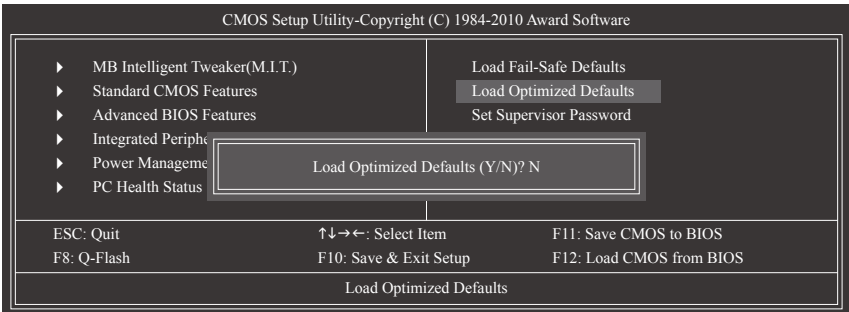 CMOS Setup Utility-Copyright (C) 1984-2010 Award Software
MB Intelligent Tweaker(M.I.T.)
Standard CMOS Features
Advanced BIOS Features
Integrated Periphe
Power Manageme
PC Health Status
Load Fail-Safe Defaults
Load Optimized Defaults
Set Supervisor Password
Load Optimized Defaults (Y/N)? N
ESC: Quit ↑↓→←: Select Item F11: Save CMOS to BIOS
F8: Q-Flash F10: Save & Exit Setup F12: Load CMOS from BIOS
Load Optimized Defaults